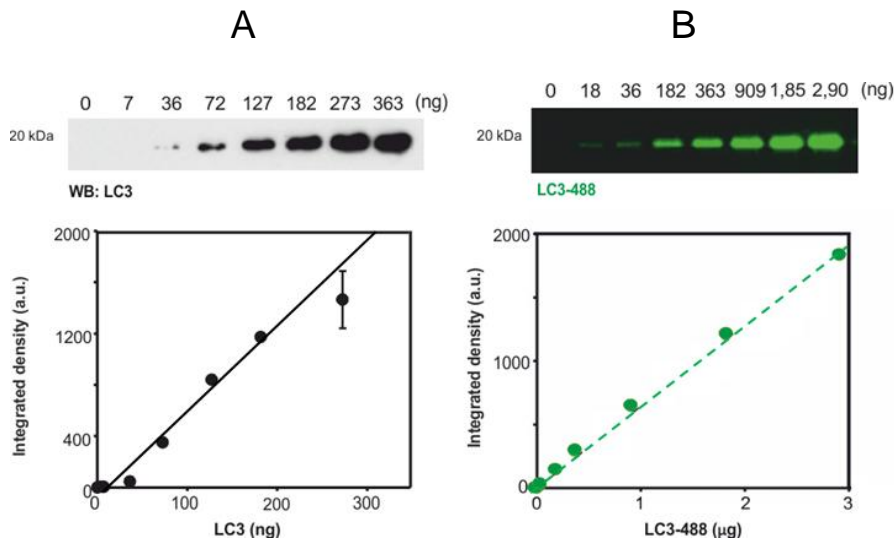 A
0 7 36 72 127 182 273 363 (ng)
20 kDa
WB: LC3
2000
1200
400
0
Integrated density (a.u.)
0 100 200 300
LC3 (ng)
B
0 18 36 182 363 909 1,85 2,90 (ng)
20 kDa
LC3-488
2000
1000
0
Integrated density (a.u.)
0 1 2 3
LC3-488 (µg)